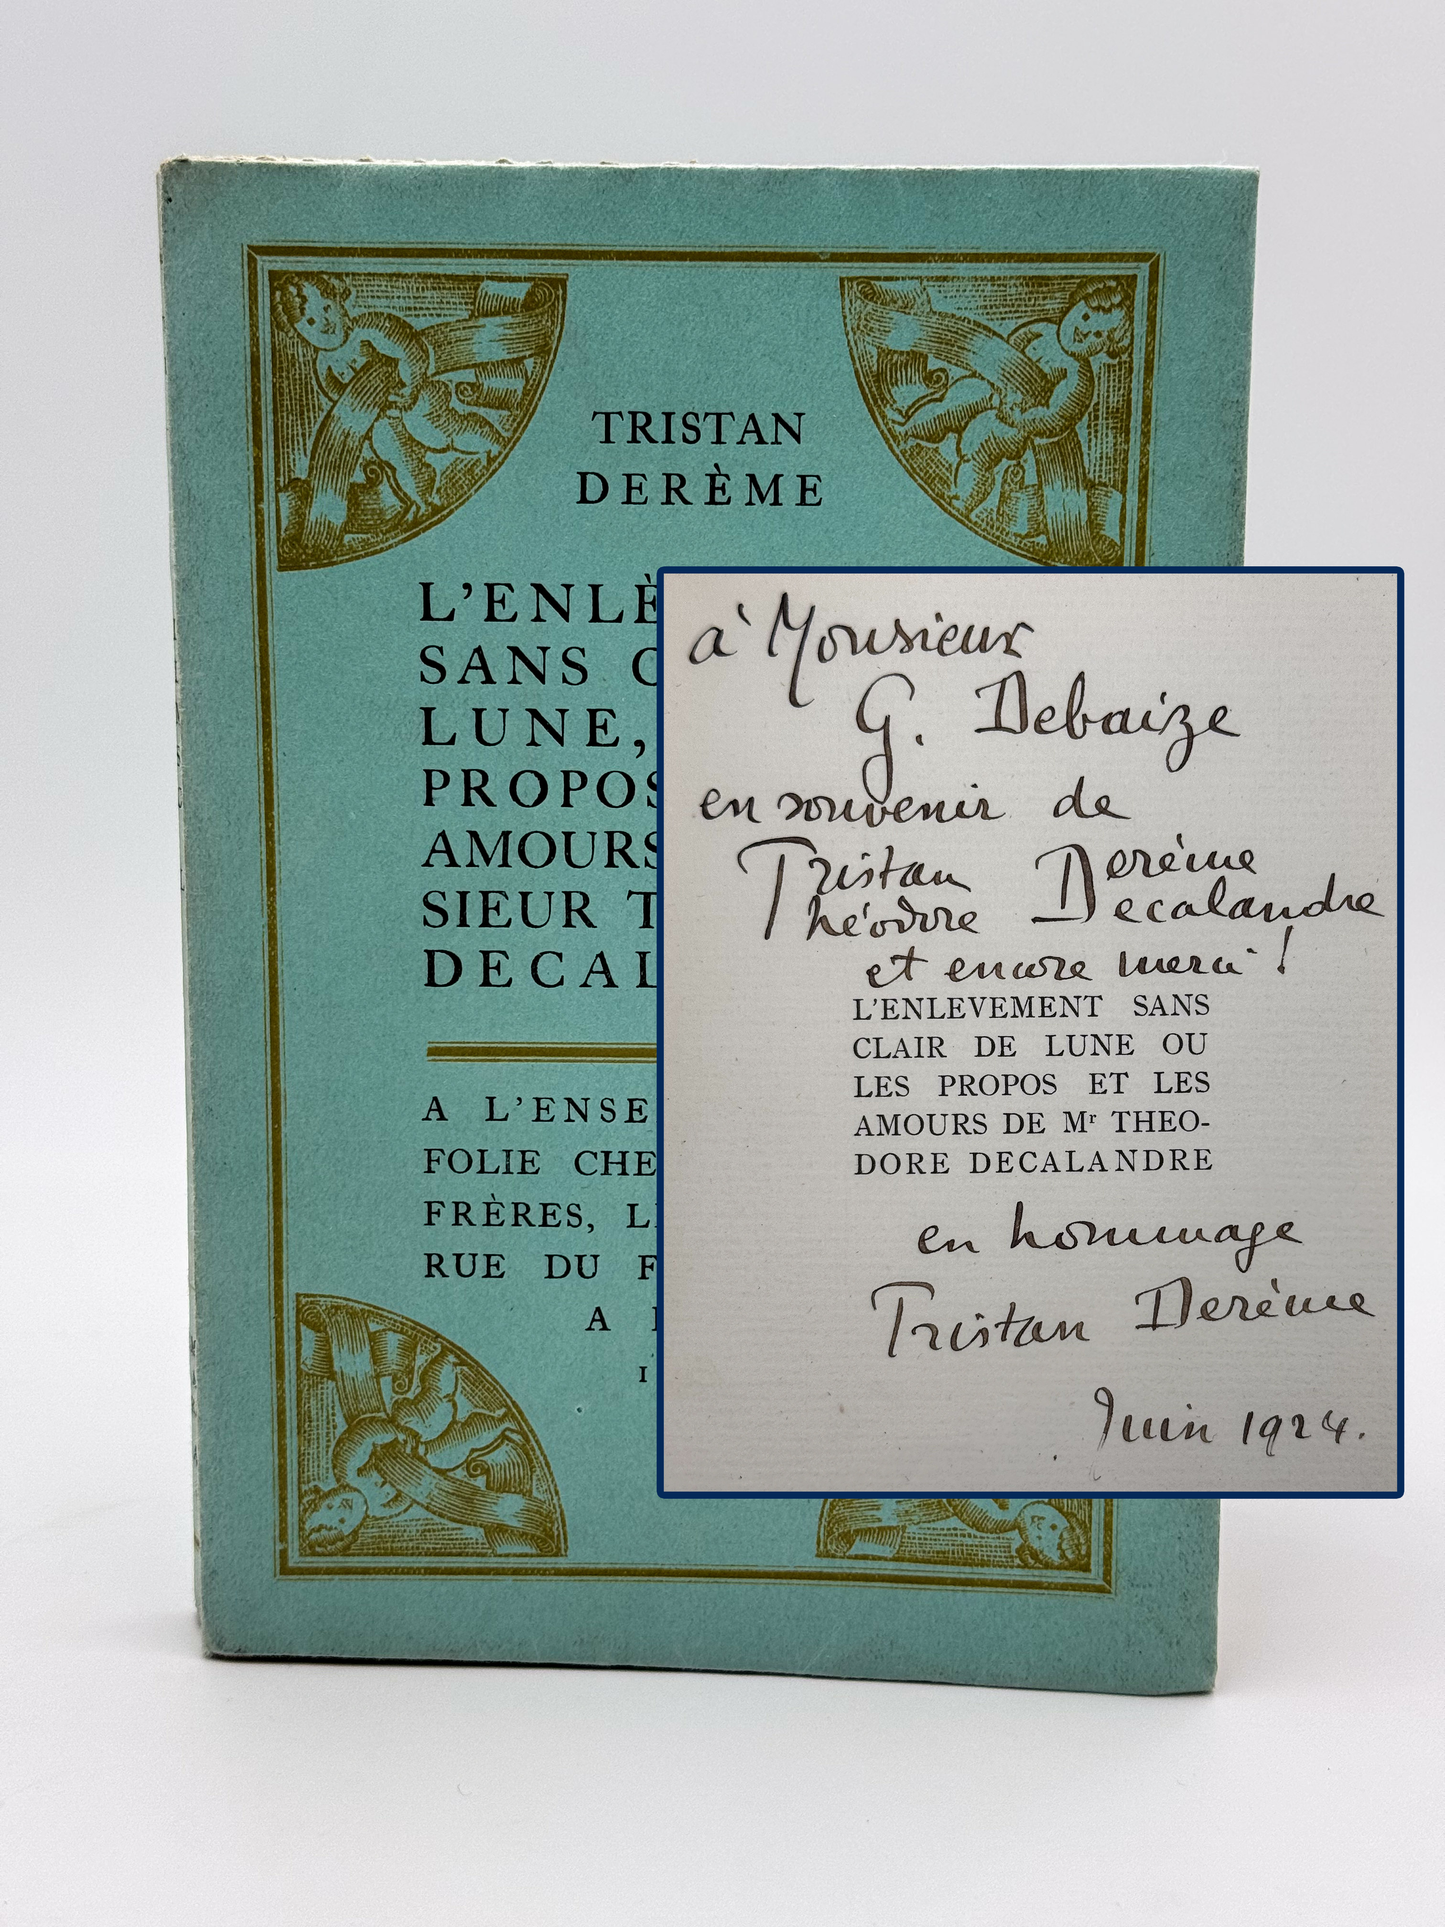 TRISTAN
DERÈME
L'ENLÈ
SANS
LUNE,
PROPOS
AMOURS
SIEUR T
DECAL
A L'ENSE
FOLIE CHE
FRÈRES, L
RUE DU F
A
à Monsieur
G. Debaize
en souvenir de
Tristan Derème
Théodore Decalandre
et encore merci !
L'ENLEVEMENT SANS
CLAIR DE LUNE OU
LES PROPOS ET LES
AMOURS DE Mr THEO-
DORE DECALANDRE
en hommage
Tristan Derème
Juin 1924.